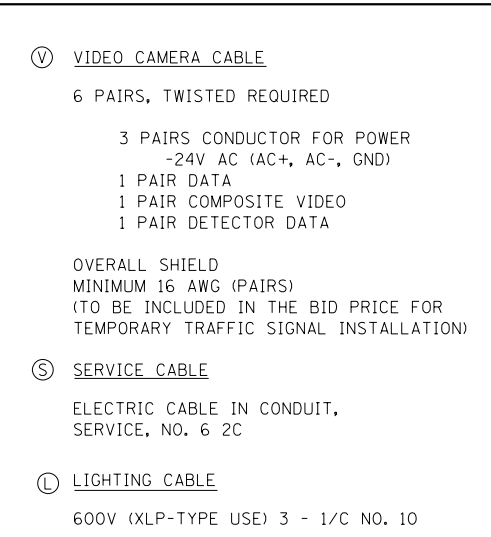 Ⓥ VIDEO CAMERA CABLE
6 PAIRS, TWISTED REQUIRED
3 PAIRS CONDUCTOR FOR POWER
-24V AC (AC+, AC-, GND)
1 PAIR DATA
1 PAIR COMPOSITE VIDEO
1 PAIR DETECTOR DATA
OVERALL SHIELD
MINIMUM 16 AWG (PAIRS)
(TO BE INCLUDED IN THE BID PRICE FOR
TEMPORARY TRAFFIC SIGNAL INSTALLATION)
Ⓢ SERVICE CABLE
ELECTRIC CABLE IN CONDUIT,
SERVICE, NO. 6 2C
Ⓛ LIGHTING CABLE
600V (XLP-TYPE USE) 3 - 1/C NO. 10